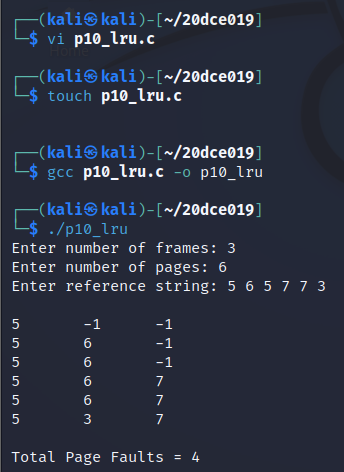 ┌──(kali㉿kali)-[~/20dce019]
└─$ vi p10_lru.c
┌──(kali㉿kali)-[~/20dce019]
└─$ touch p10_lru.c
┌──(kali㉿kali)-[~/20dce019]
└─$ gcc p10_lru.c -o p10_lru
┌──(kali㉿kali)-[~/20dce019]
└─$ ./p10_lru
Enter number of frames: 3
Enter number of pages: 6
Enter reference string: 5 6 5 7 7 3
5 -1 -1
5 6 -1
5 6 -1
5 6 7
5 6 7
5 3 7
Total Page Faults = 4